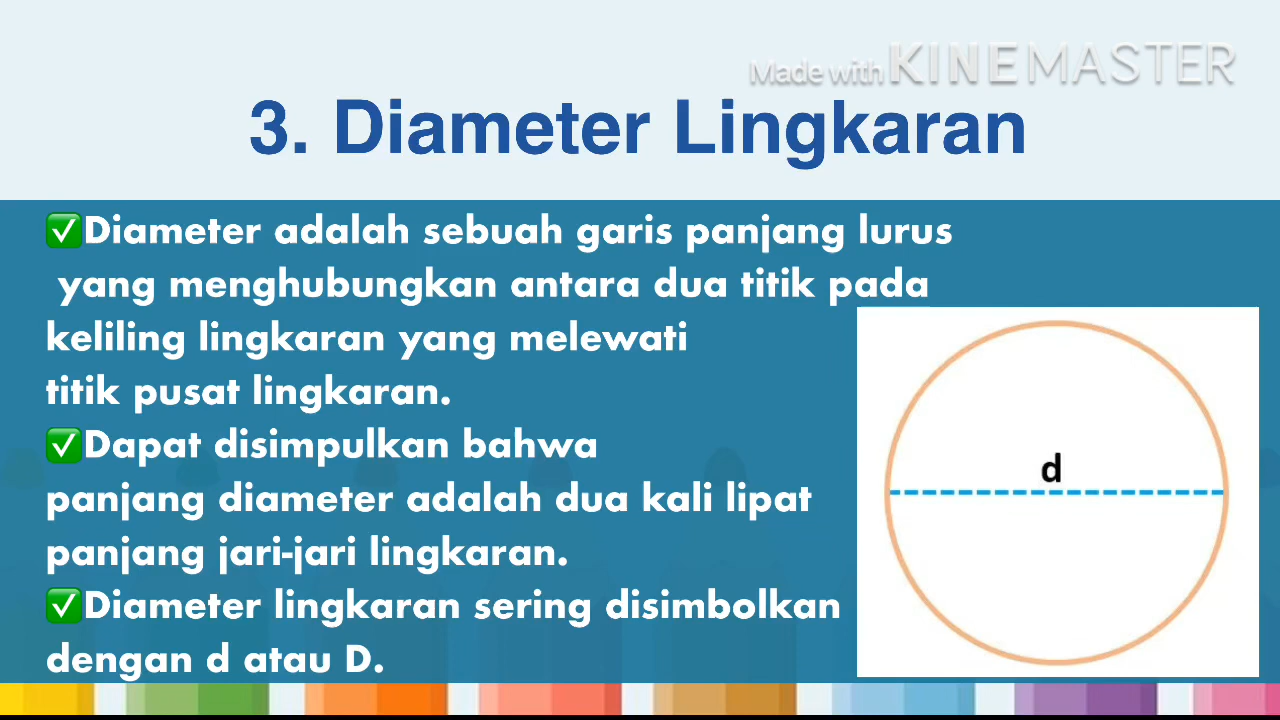 Made with KINEMASTER
3. Diameter Lingkaran
✅Diameter adalah sebuah garis panjang lurus
yang menghubungkan antara dua titik pada
keliling lingkaran yang melewati
titik pusat lingkaran.
✅Dapat disimpulkan bahwa
panjang diameter adalah dua kali lipat
panjang jari-jari lingkaran.
✅Diameter lingkaran sering disimbolkan
dengan d atau D.
d